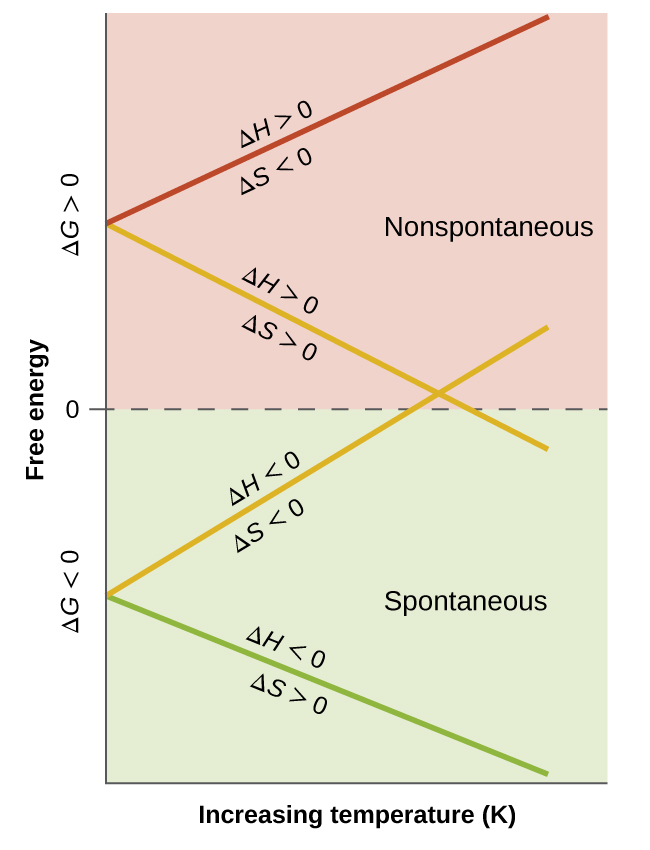 ΔH > 0
ΔS < 0
ΔG > 0
Nonspontaneous
ΔH > 0
ΔS > 0
Free energy
0
ΔH < 0
ΔS < 0
ΔG < 0
Spontaneous
ΔH < 0
ΔS > 0
Increasing temperature (K)